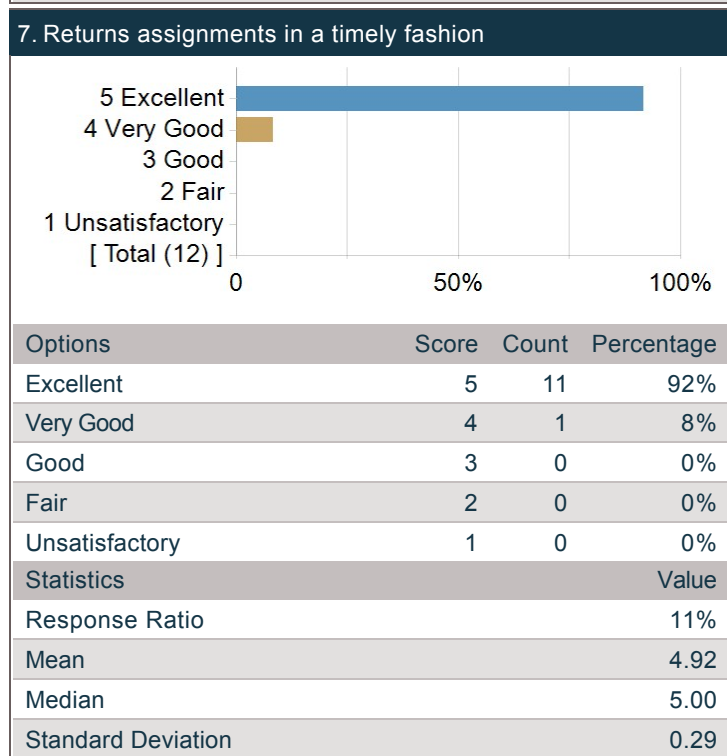 7. Returns assignments in a timely fashion
5 Excellent
4 Very Good
3 Good
2 Fair
1 Unsatisfactory
[ Total (12) ]
0 50% 100%
Options Score Count Percentage
Excellent 5 11 92%
Very Good 4 1 8%
Good 3 0 0%
Fair 2 0 0%
Unsatisfactory 1 0 0%
Statistics Value
Response Ratio 11%
Mean 4.92
Median 5.00
Standard Deviation 0.29